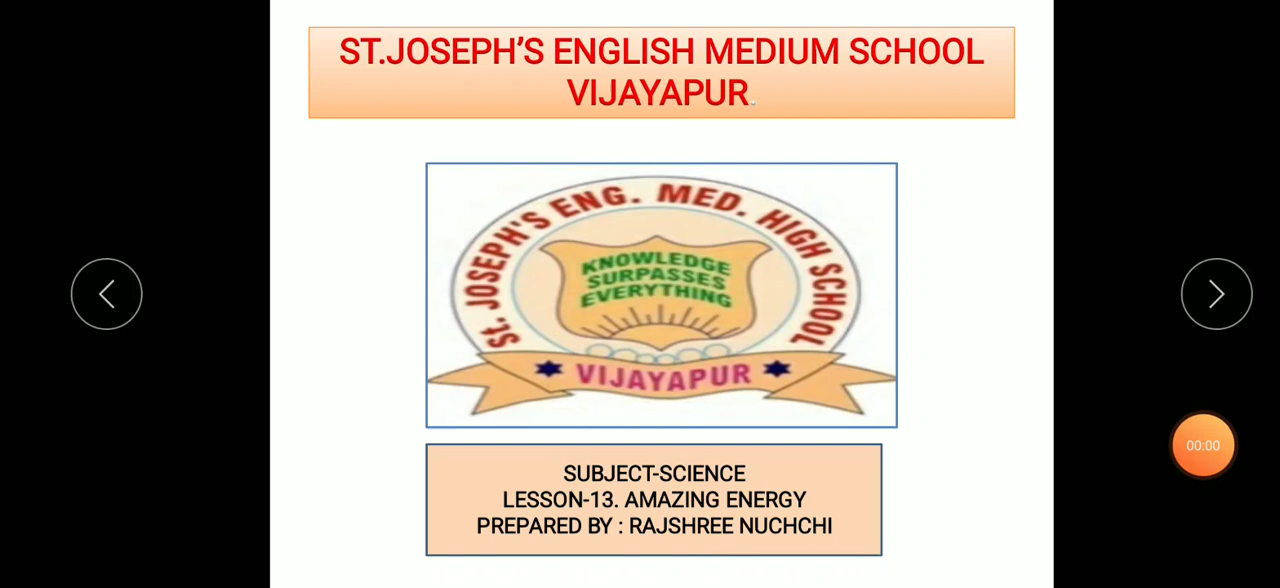 ST.JOSEPH'S ENGLISH MEDIUM SCHOOL
VIJAYAPUR.
ST. JOSEPH'S ENG. MED. HIGH SCHOOL
KNOWLEDGE
SURPASSES
EVERYTHING
VIJAYAPUR
00:00
SUBJECT-SCIENCE
LESSON-13. AMAZING ENERGY
PREPARED BY : RAJSHREE NUCHCHI